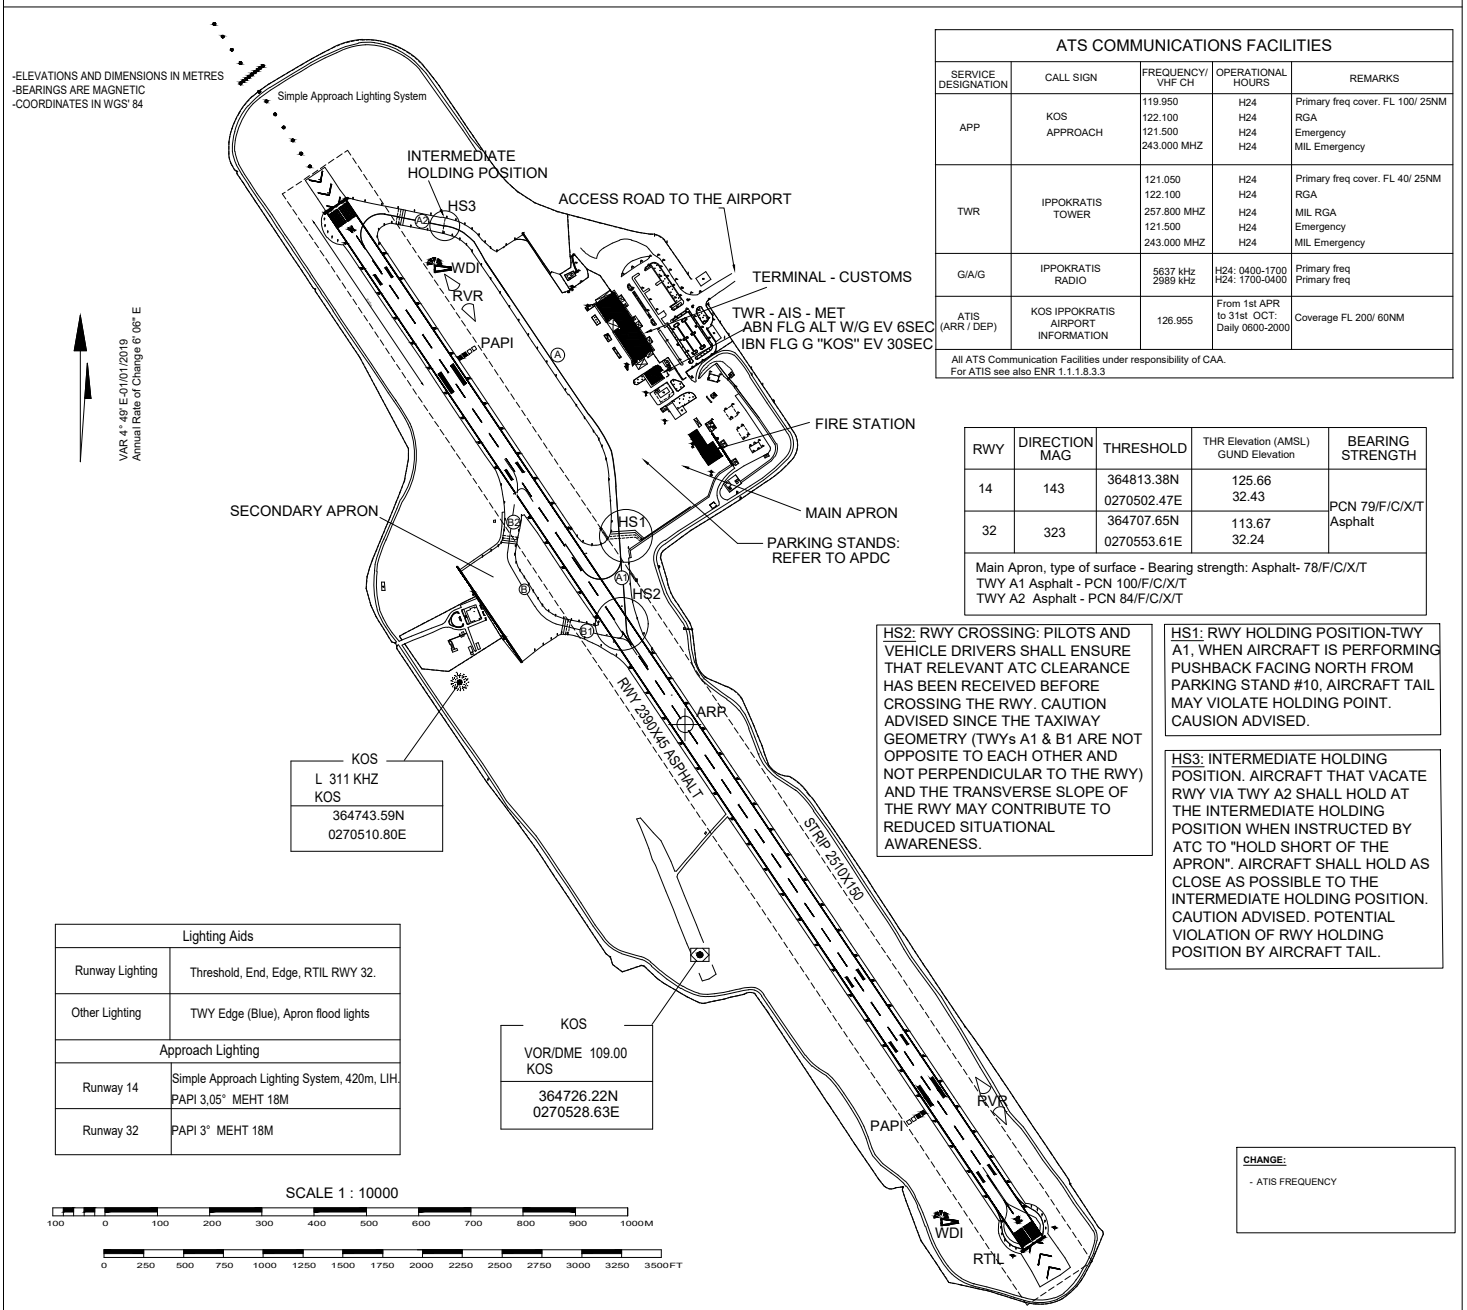 -ELEVATIONS AND DIMENSIONS IN METRES
-BEARINGS ARE MAGNETIC
-COORDINATES IN WGS' 84
Simple Approach Lighting System
INTERMEDIATE
HOLDING POSITION
HS3
A2
ACCESS ROAD TO THE AIRPORT
WDI
RVR
PAPI
TERMINAL - CUSTOMS
TWR - AIS - MET
ABN FLG ALT W/G EV 6SEC
IBN FLG G "KOS" EV 30SEC
A
VAR 4° 49' E-01/01/2019
Annual Rate of Change 6' 06" E
FIRE STATION
MAIN APRON
PARKING STANDS:
REFER TO APDC
SECONDARY APRON
B2
HS1
A1
HS2
B
B1
RWY 2390X45 ASPHALT
ARP
STRIP 2510X150
KOS
L 311 KHZ
KOS
364743.59N
0270510.80E
KOS
VOR/DME 109.00
KOS
364726.22N
0270528.63E
PAPI
RVR
WDI
RTIL
ATS COMMUNICATIONS FACILITIES
SERVICE DESIGNATION CALL SIGN FREQUENCY/ VHF CH OPERATIONAL HOURS REMARKS
APP KOS APPROACH
119.950 H24 Primary freq cover. FL 100/ 25NM
122.100 H24 RGA
121.500 H24 Emergency
243.000 MHZ H24 MIL Emergency
TWR IPPOKRATIS TOWER
121.050 H24 Primary freq cover. FL 40/ 25NM
122.100 H24 RGA
257.800 MHZ H24 MIL RGA
121.500 H24 Emergency
243.000 MHZ H24 MIL Emergency
G/A/G IPPOKRATIS RADIO
5637 kHz H24: 0400-1700 Primary freq
2989 kHz H24: 1700-0400 Primary freq
ATIS (ARR / DEP) KOS IPPOKRATIS AIRPORT INFORMATION 126.955 From 1st APR to 31st OCT: Daily 0600-2000 Coverage FL 200/ 60NM
All ATS Communication Facilities under responsibility of CAA.
For ATIS see also ENR 1.1.1.8.3.3
RWY DIRECTION MAG THRESHOLD THR Elevation (AMSL) GUND Elevation BEARING STRENGTH
14 143 364813.38N 0270502.47E 125.66 32.43
32 323 364707.65N 0270553.61E 113.67 32.24
PCN 79/F/C/X/T
Asphalt
Main Apron, type of surface - Bearing strength: Asphalt- 78/F/C/X/T
TWY A1 Asphalt - PCN 100/F/C/X/T
TWY A2 Asphalt - PCN 84/F/C/X/T
HS2: RWY CROSSING: PILOTS AND
VEHICLE DRIVERS SHALL ENSURE
THAT RELEVANT ATC CLEARANCE
HAS BEEN RECEIVED BEFORE
CROSSING THE RWY. CAUTION
ADVISED SINCE THE TAXIWAY
GEOMETRY (TWYs A1 & B1 ARE NOT
OPPOSITE TO EACH OTHER AND
NOT PERPENDICULAR TO THE RWY)
AND THE TRANSVERSE SLOPE OF
THE RWY MAY CONTRIBUTE TO
REDUCED SITUATIONAL
AWARENESS.
HS1: RWY HOLDING POSITION-TWY
A1, WHEN AIRCRAFT IS PERFORMING
PUSHBACK FACING NORTH FROM
PARKING STAND #10, AIRCRAFT TAIL
MAY VIOLATE HOLDING POINT.
CAUSION ADVISED.
HS3: INTERMEDIATE HOLDING
POSITION. AIRCRAFT THAT VACATE
RWY VIA TWY A2 SHALL HOLD AT
THE INTERMEDIATE HOLDING
POSITION WHEN INSTRUCTED BY
ATC TO "HOLD SHORT OF THE
APRON". AIRCRAFT SHALL HOLD AS
CLOSE AS POSSIBLE TO THE
INTERMEDIATE HOLDING POSITION.
CAUTION ADVISED. POTENTIAL
VIOLATION OF RWY HOLDING
POSITION BY AIRCRAFT TAIL.
Lighting Aids
Runway Lighting Threshold, End, Edge, RTIL RWY 32.
Other Lighting TWY Edge (Blue), Apron flood lights
Approach Lighting
Runway 14 Simple Approach Lighting System, 420m, LIH.
PAPI 3,05° MEHT 18M
Runway 32 PAPI 3° MEHT 18M
SCALE 1 : 10000
100 0 100 200 300 400 500 600 700 800 900 1000M
0 250 500 750 1000 1250 1500 1750 2000 2250 2500 2750 3000 3250 3500FT
CHANGE:
- ATIS FREQUENCY